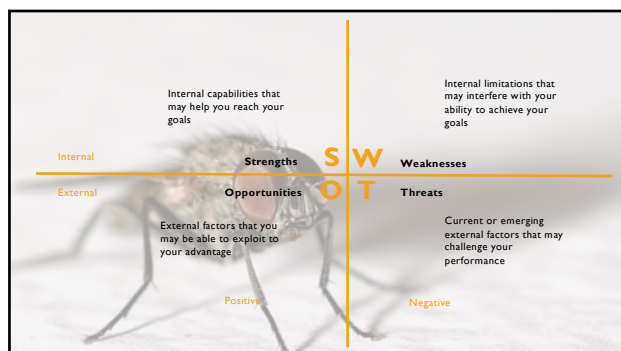 Internal capabilities that
may help you reach your
goals
Internal limitations that
may interfere with your
ability to achieve your
goals
Internal
Strengths
S W
Weaknesses
External
Opportunities
O T
Threats
External factors that you
may be able to exploit to
your advantage
Current or emerging
external factors that may
challenge your
performance
Positive
Negative